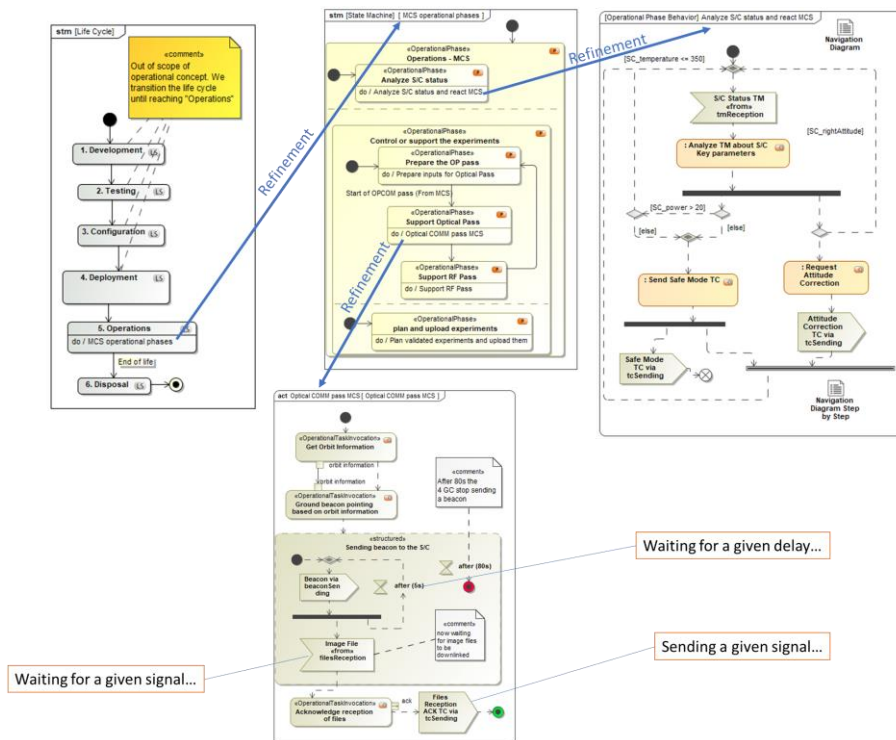 stm [Life Cycle]
«comment»
Out of scope of
operational concept. We
transition the life cycle
until reaching "Operations"
1. Development
LS
2. Testing
LS
3. Configuration
LS
4. Deployment
LS
5. Operations
LS
do / MCS operational phases
End of life
6. Disposal
LS
Refinement
stm [State Machine] [ MCS operational phases ]
«OperationalPhase»
Operations - MCS
«OperationalPhase»
Analyze S/C status
do / Analyze S/C status and react MCS
«OperationalPhase»
Control or support the experiments
«OperationalPhase»
Prepare the OP pass
do / Prepare inputs for Optical Pass
Start of OPCOM pass (From MCS)
«OperationalPhase»
Support Optical Pass
do / Optical COMM pass MCS
«OperationalPhase»
Support RF Pass
do / Support RF Pass
«OperationalPhase»
plan and upload experiments
do / Plan validated experiments and upload them
Refinement
Refinement
[Operational Phase Behavior] Analyze S/C status and react MCS
Navigation
Diagram
[SC_temperature <= 350]
S/C Status TM
«from»
tmReception
[SC_rightAttitude]
: Analyze TM about S/C
Key parameters
[SC_power > 20]
[else]
[else]
[else]
: Send Safe Mode TC
: Request
Attitude
Correction
Attitude
Correction
TC via
tcSending
Safe Mode
TC via
tcSending
Navigation
Diagram Step
by Step
act Optical COMM pass MCS [ Optical COMM pass MCS ]
«OperationalTaskInvocation»
Get Orbit Information
orbit information
orbit information
«OperationalTaskInvocation»
Ground beacon pointing
based on orbit information
«comment»
After 80s the
4 GC stop sending
a beacon
«structured»
Sending beacon to the S/C
Beacon via
beaconSen
ding
after (5s)
after (80s)
Image File
«from»
filesReception
«comment»
now waiting
for image files
to be
downlinked
«OperationalTaskInvocation»
Acknowledge reception
of files
ack
Files
Reception
ACK TC via
tcSending
Waiting for a given delay...
Sending a given signal...
Waiting for a given signal...